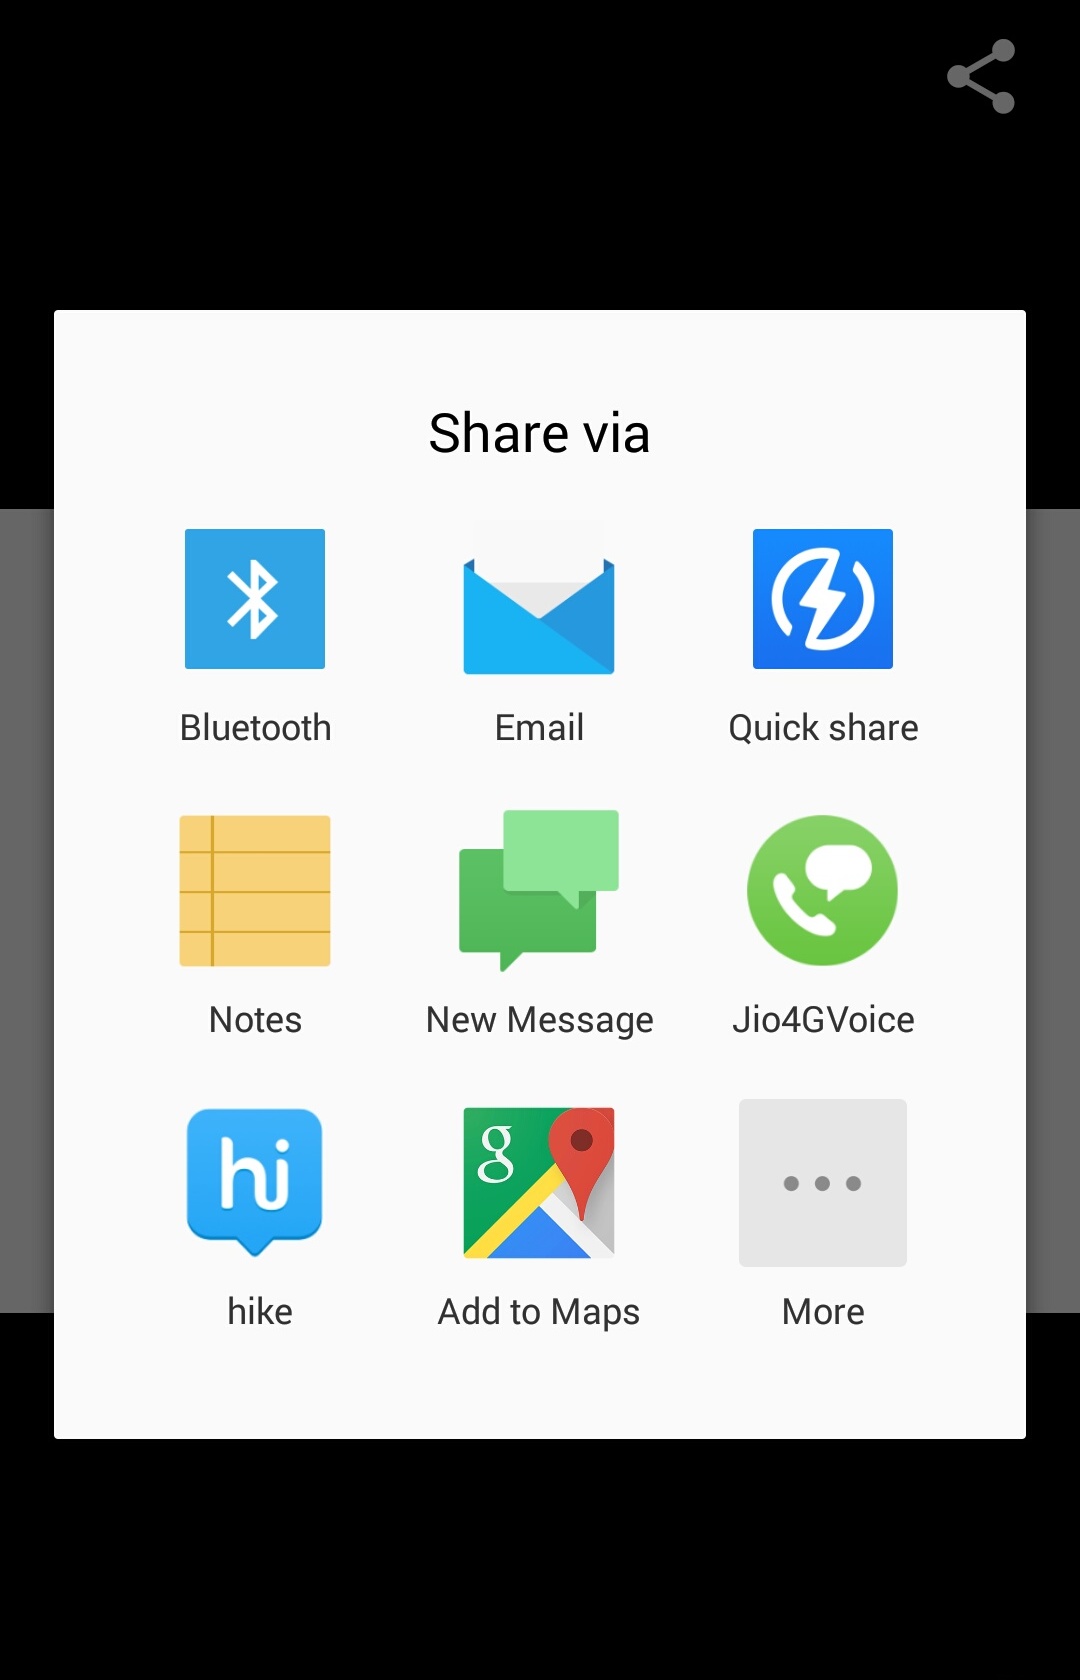 Share via
Bluetooth
Email
Quick share
Notes
New Message
Jio4GVoice
hi
g
hike
Add to Maps
More